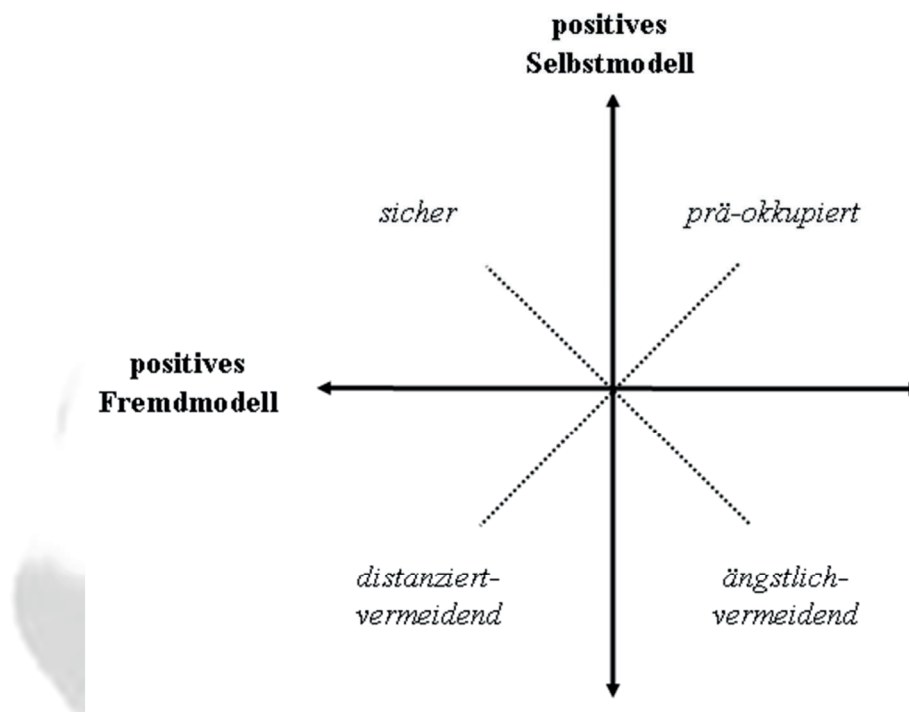 positives
Selbstmodell
sicher
prä-okkupiert
positives
Fremdmodell
distanziert-
vermeidend
ängstlich-
vermeidend